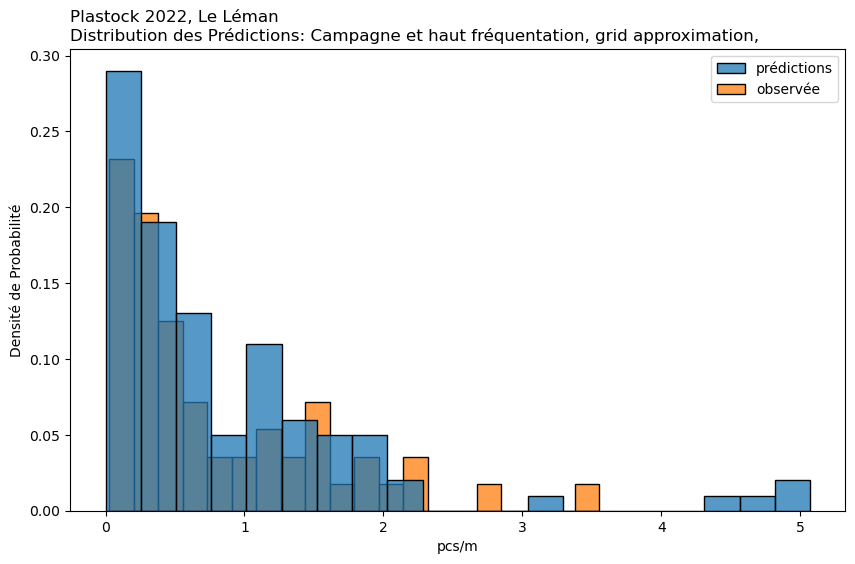 Plastock 2022, Le Léman
Distribution des Prédictions: Campagne et haut fréquentation, grid approximation,
prédictions
observée
Densité de Probabilité
0.30
0.25
0.20
0.15
0.10
0.05
0.00
0 1 2 3 4 5
pcs/m